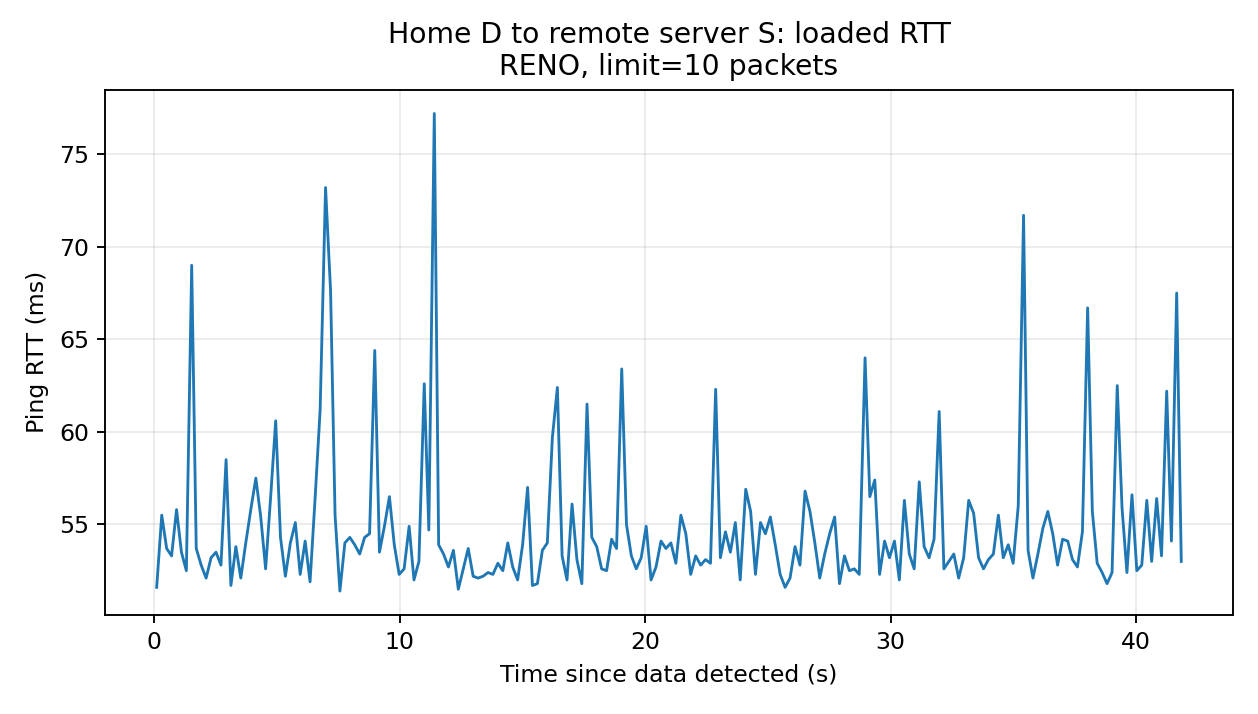 Home D to remote server S: loaded RTT
RENO, limit=10 packets
Ping RTT (ms)
75
70
65
60
55
0 10 20 30 40
Time since data detected (s)